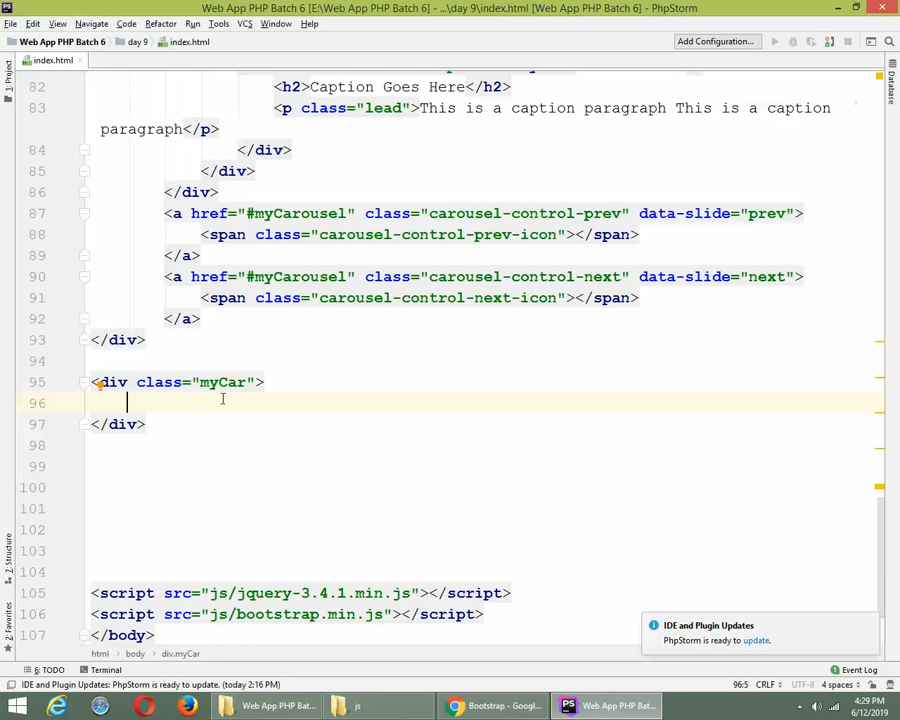 Web App PHP Batch 6 [E:\Web App PHP Batch 6] - ...\day 9\index.html [Web App PHP Batch 6] - PhpStorm
File Edit View Navigate Code Refactor Run Tools VCS Window Help
Web App PHP Batch 6 day 9 index.html Add Configuration...
index.html
1: Project
Database
82 <h2>Caption Goes Here</h2>
83 <p class="lead">This is a caption paragraph This is a caption
paragraph</p>
84 </div>
85 </div>
86 </div>
87 <a href="#myCarousel" class="carousel-control-prev" data-slide="prev">
88 <span class="carousel-control-prev-icon"></span>
89 </a>
90 <a href="#myCarousel" class="carousel-control-next" data-slide="next">
91 <span class="carousel-control-next-icon"></span>
92 </a>
93 </div>
94
95 <div class="myCar">
96
97 </div>
98
99
100
101
102
103
104
105 <script src="js/jquery-3.4.1.min.js"></script>
106 <script src="js/bootstrap.min.js"></script>
107 </body>
7: Structure
2: Favorites
IDE and Plugin Updates
PhpStorm is ready to update.
html body div.myCar
6: TODO Terminal Event Log
IDE and Plugin Updates: PhpStorm is ready to update. (today 2:16 PM) 96:5 CRLF UTF-8 4 spaces
Web App PHP Bat... js Bootstrap - Googl... Web App PHP Bat...
4:29 PM
6/12/2019